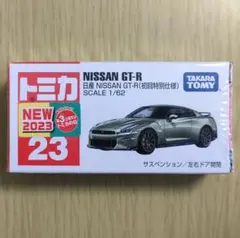 トミカ
NISSAN GT-R
日産 NISSAN GT-R(初回特別仕様)
SCALE 1/62
TAKARA
TOMY
NEW
2023
23
サスペンション/左右ドア開閉